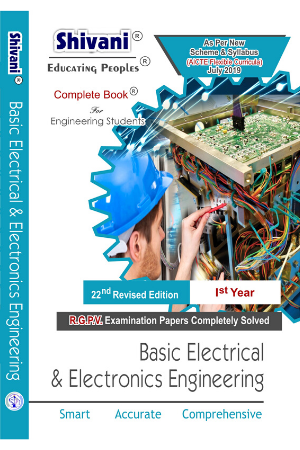 Shivani®
Basic Electrical & Electronics Engineering
Shivani®
EDUCATING PEOPLES®
Complete Book®
For
Engineering Students
As Per New
Scheme & Syllabus
(AICTE Flexible Curricula)
July 2019
22nd Revised Edition
Ist Year
R.G.P.V. Examination Papers Completely Solved
Basic Electrical
& Electronics Engineering
Smart Accurate Comprehensive